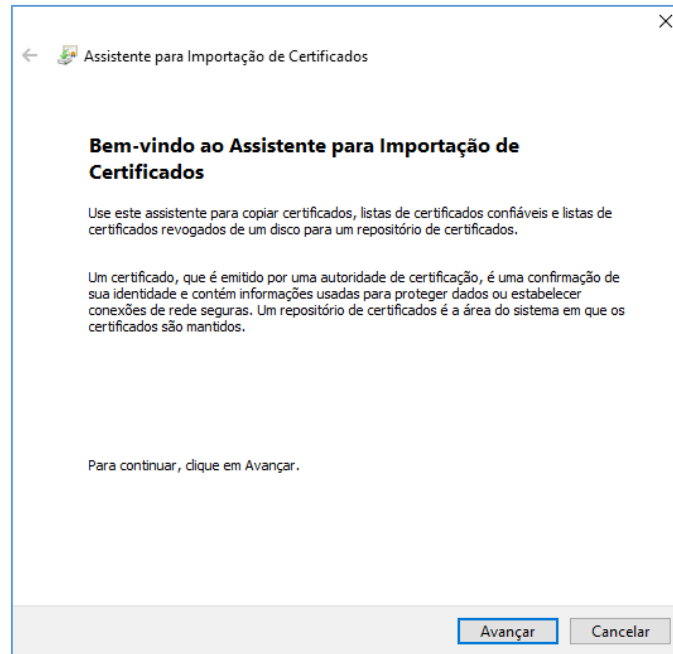 Assistente para Importação de Certificados
Bem-vindo ao Assistente para Importação de
Certificados
Use este assistente para copiar certificados, listas de certificados confiáveis e listas de
certificados revogados de um disco para um repositório de certificados.
Um certificado, que é emitido por uma autoridade de certificação, é uma confirmação de
sua identidade e contém informações usadas para proteger dados ou estabelecer
conexões de rede seguras. Um repositório de certificados é a área do sistema em que os
certificados são mantidos.
Para continuar, clique em Avançar.
Avançar
Cancelar